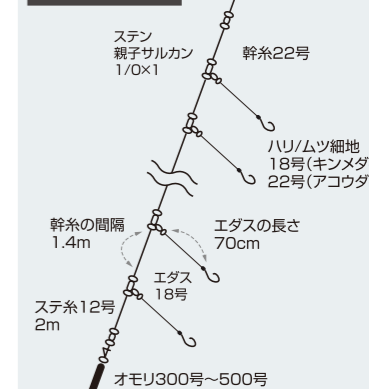 ステン
親子サルカン
1/0×1
幹糸22号
ハリ/ムツ細地
18号(キンメダ
22号(アコウダ
幹糸の間隔
1.4m
エダスの長さ
70cm
エダス
18号
ステ糸12号
2m
オモリ300号〜500号